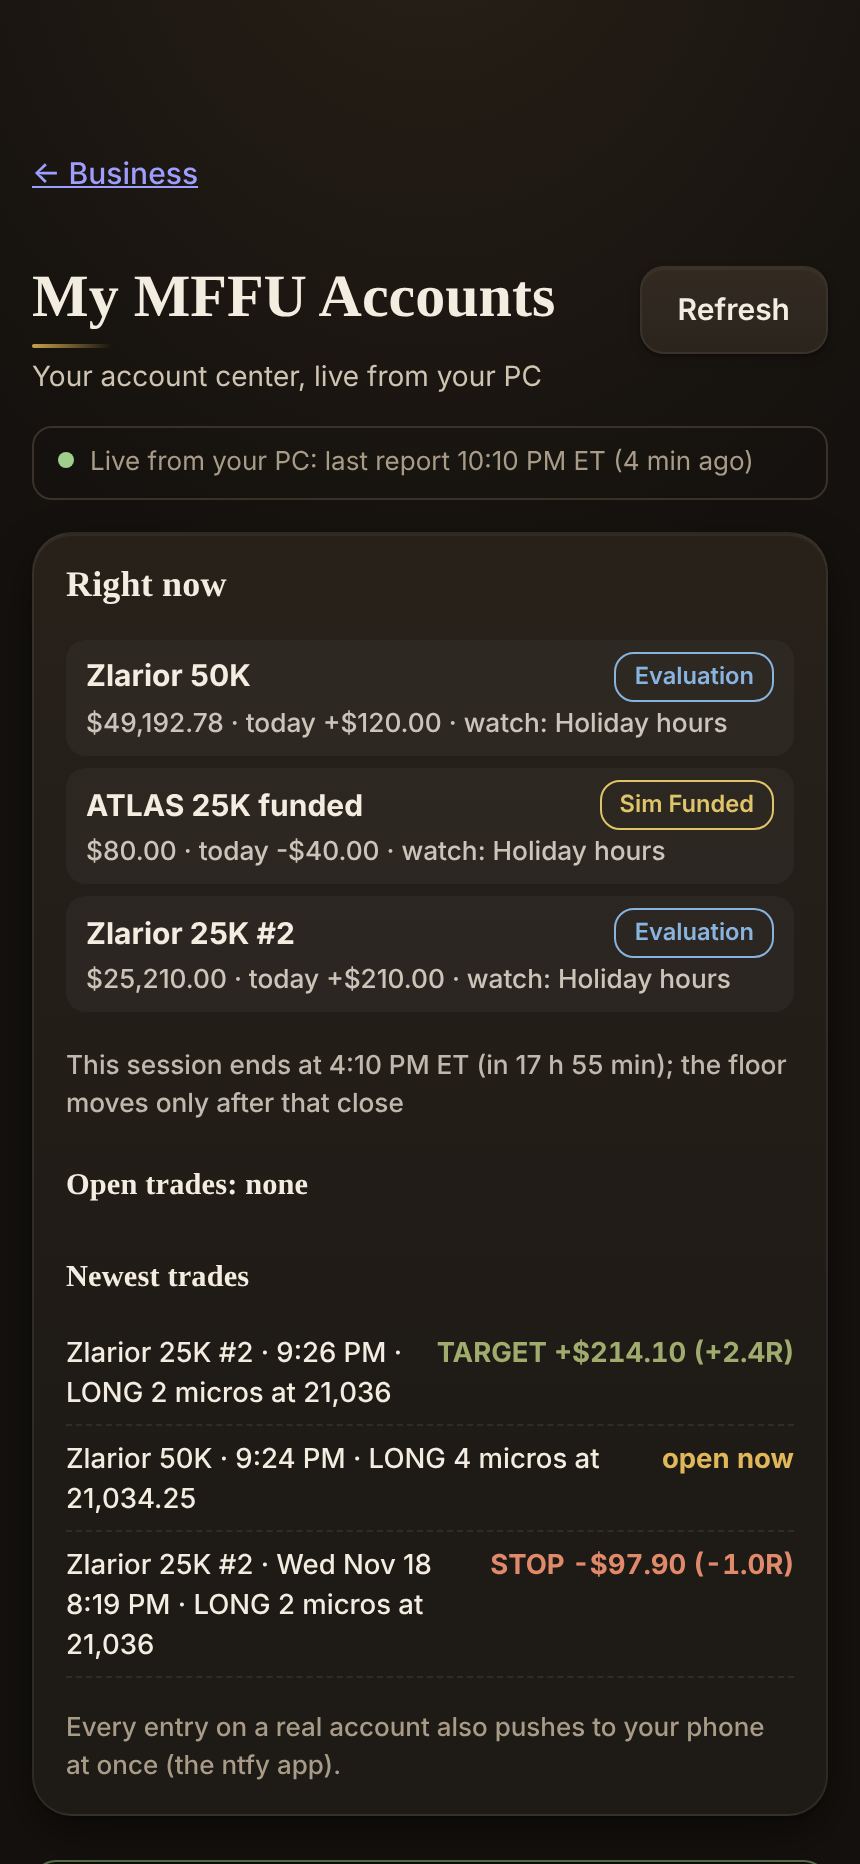 ← Business
My MFFU Accounts
Refresh
Your account center, live from your PC
Live from your PC: last report 10:10 PM ET (4 min ago)
Right now
Zlarior 50K
Evaluation
$49,192.78 · today +$120.00 · watch: Holiday hours
ATLAS 25K funded
Sim Funded
$80.00 · today -$40.00 · watch: Holiday hours
Zlarior 25K #2
Evaluation
$25,210.00 · today +$210.00 · watch: Holiday hours
This session ends at 4:10 PM ET (in 17 h 55 min); the floor
moves only after that close
Open trades: none
Newest trades
Zlarior 25K #2 · 9:26 PM ·
LONG 2 micros at 21,036
TARGET +$214.10 (+2.4R)
Zlarior 50K · 9:24 PM · LONG 4 micros at
21,034.25
open now
Zlarior 25K #2 · Wed Nov 18
8:19 PM · LONG 2 micros at
21,036
STOP -$97.90 (-1.0R)
Every entry on a real account also pushes to your phone
at once (the ntfy app).